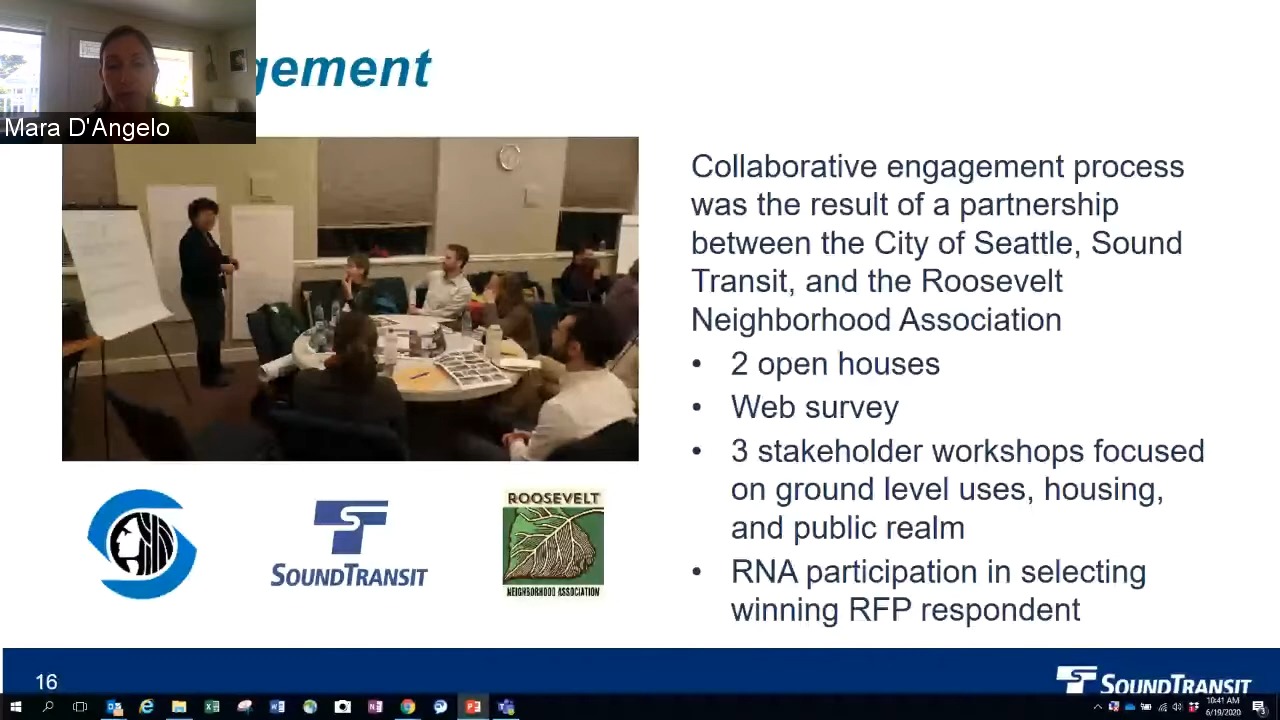 gement
Mara D'Angelo
Collaborative engagement process
was the result of a partnership
between the City of Seattle, Sound
Transit, and the Roosevelt
Neighborhood Association
• 2 open houses
• Web survey
• 3 stakeholder workshops focused
on ground level uses, housing,
and public realm
• RNA participation in selecting
winning RFP respondent
SOUNDTRANSIT
ROOSEVELT
NEIGHBORHOOD ASSOCIATION
16
SOUNDTRANSIT
10:41 AM
6/19/2020